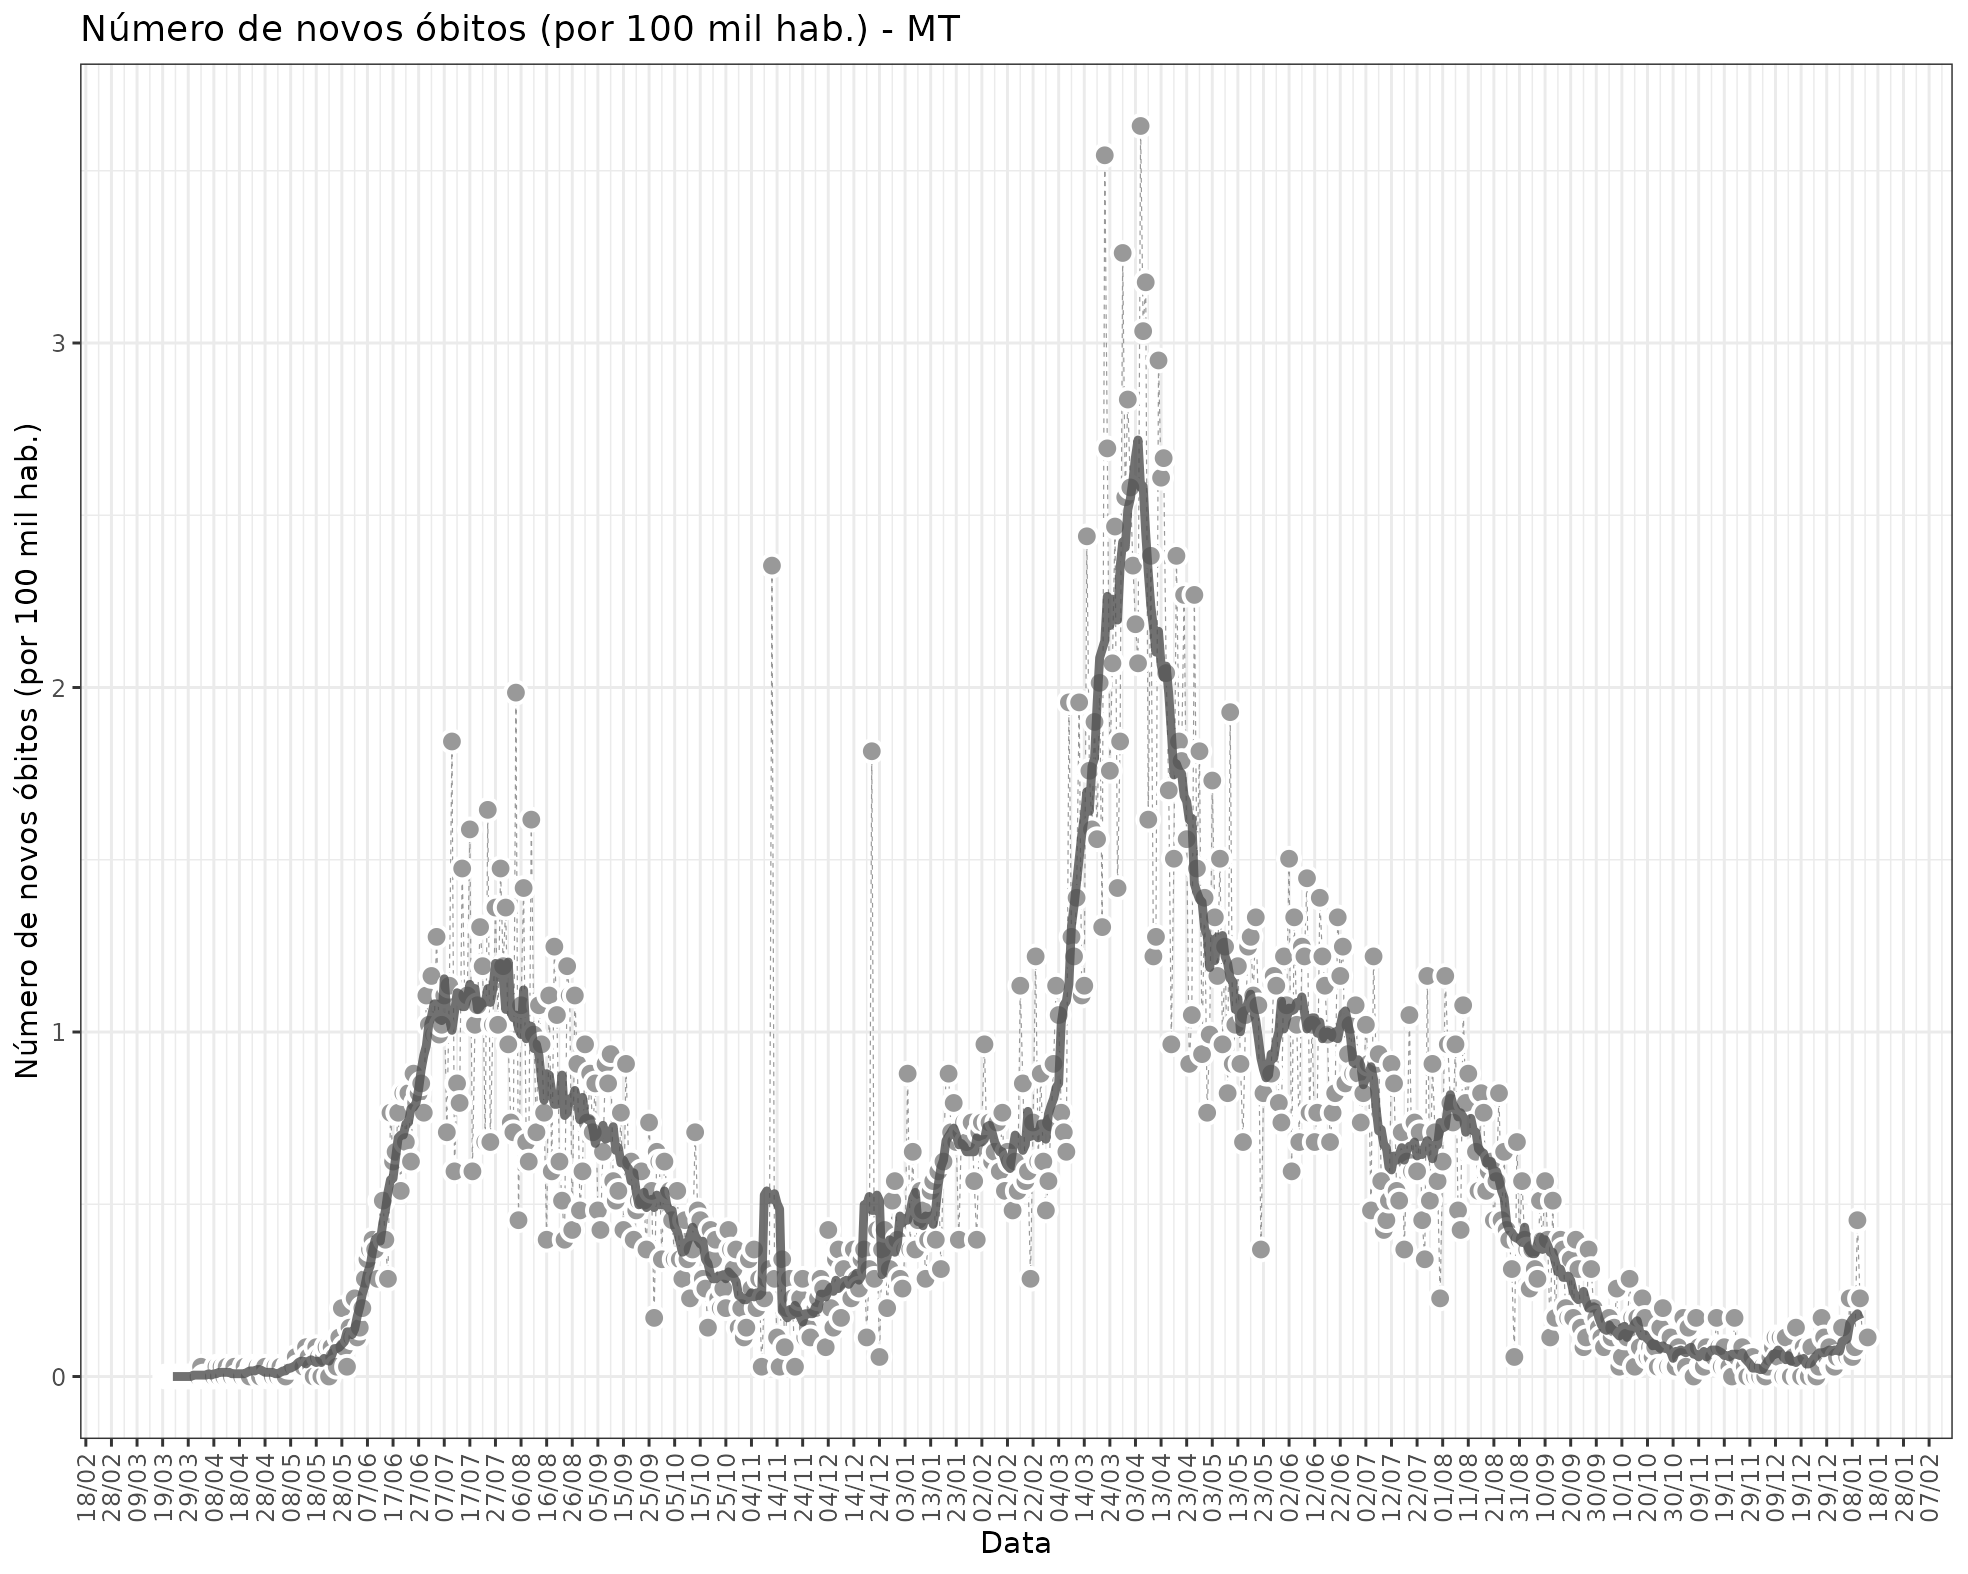 Número de novos óbitos (por 100 mil hab.) - MT
Número de novos óbitos (por 100 mil hab.)
3
2
1
0
18/02 28/02 09/03 19/03 29/03 08/04 18/04 28/04 08/05 18/05 28/05 07/06 17/06 27/06 07/07 17/07 27/07 06/08 16/08 26/08 05/09 15/09 25/09 05/10 15/10 25/10 04/11 14/11 24/11 04/12 14/12 24/12 03/01 13/01 23/01 02/02 12/02 22/02 04/03 14/03 24/03 03/04 13/04 23/04 03/05 13/05 23/05 02/06 12/06 22/06 02/07 12/07 22/07 01/08 11/08 21/08 31/08 10/09 20/09 30/09 10/10 20/10 30/10 09/11 19/11 29/11 09/12 19/12 29/12 08/01 18/01 28/01 07/02
Data